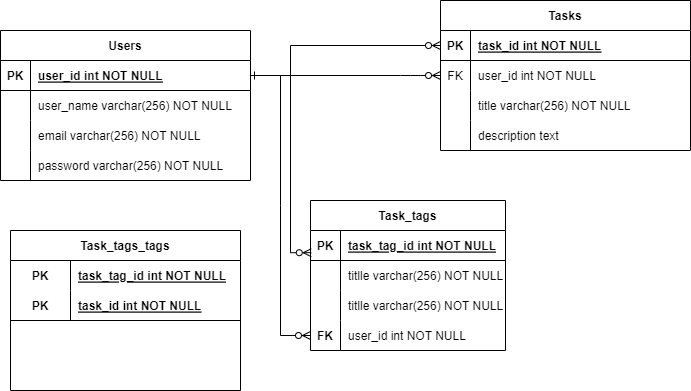 Users
PK user_id int NOT NULL
user_name varchar(256) NOT NULL
email varchar(256) NOT NULL
password varchar(256) NOT NULL
Tasks
PK task_id int NOT NULL
FK user_id int NOT NULL
title varchar(256) NOT NULL
description text
Task_tags_tags
PK task_tag_id int NOT NULL
PK task_id int NOT NULL
Task_tags
PK task_tag_id int NOT NULL
titlle varchar(256) NOT NULL
titlle varchar(256) NOT NULL
FK user_id int NOT NULL